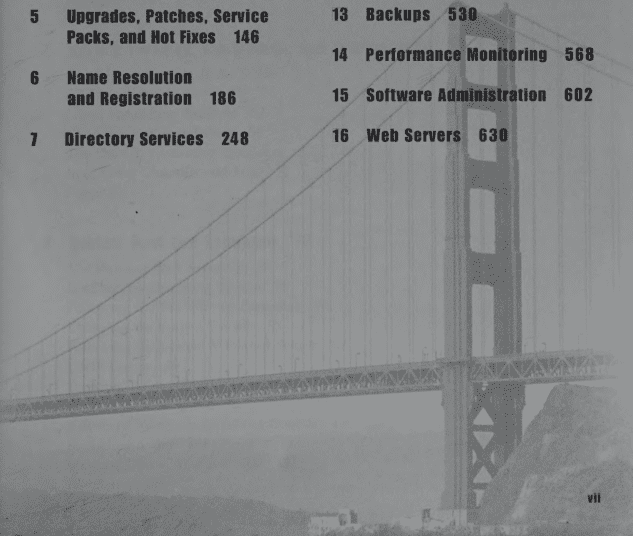 5 Upgrades, Patches, Service
Packs, and Hot Fixes 146
6 Name Resolution
and Registration 186
7 Directory Services 248
13 Backups 530
14 Performance Monitoring 568
15 Software Administration 602
16 Web Servers 630
vii